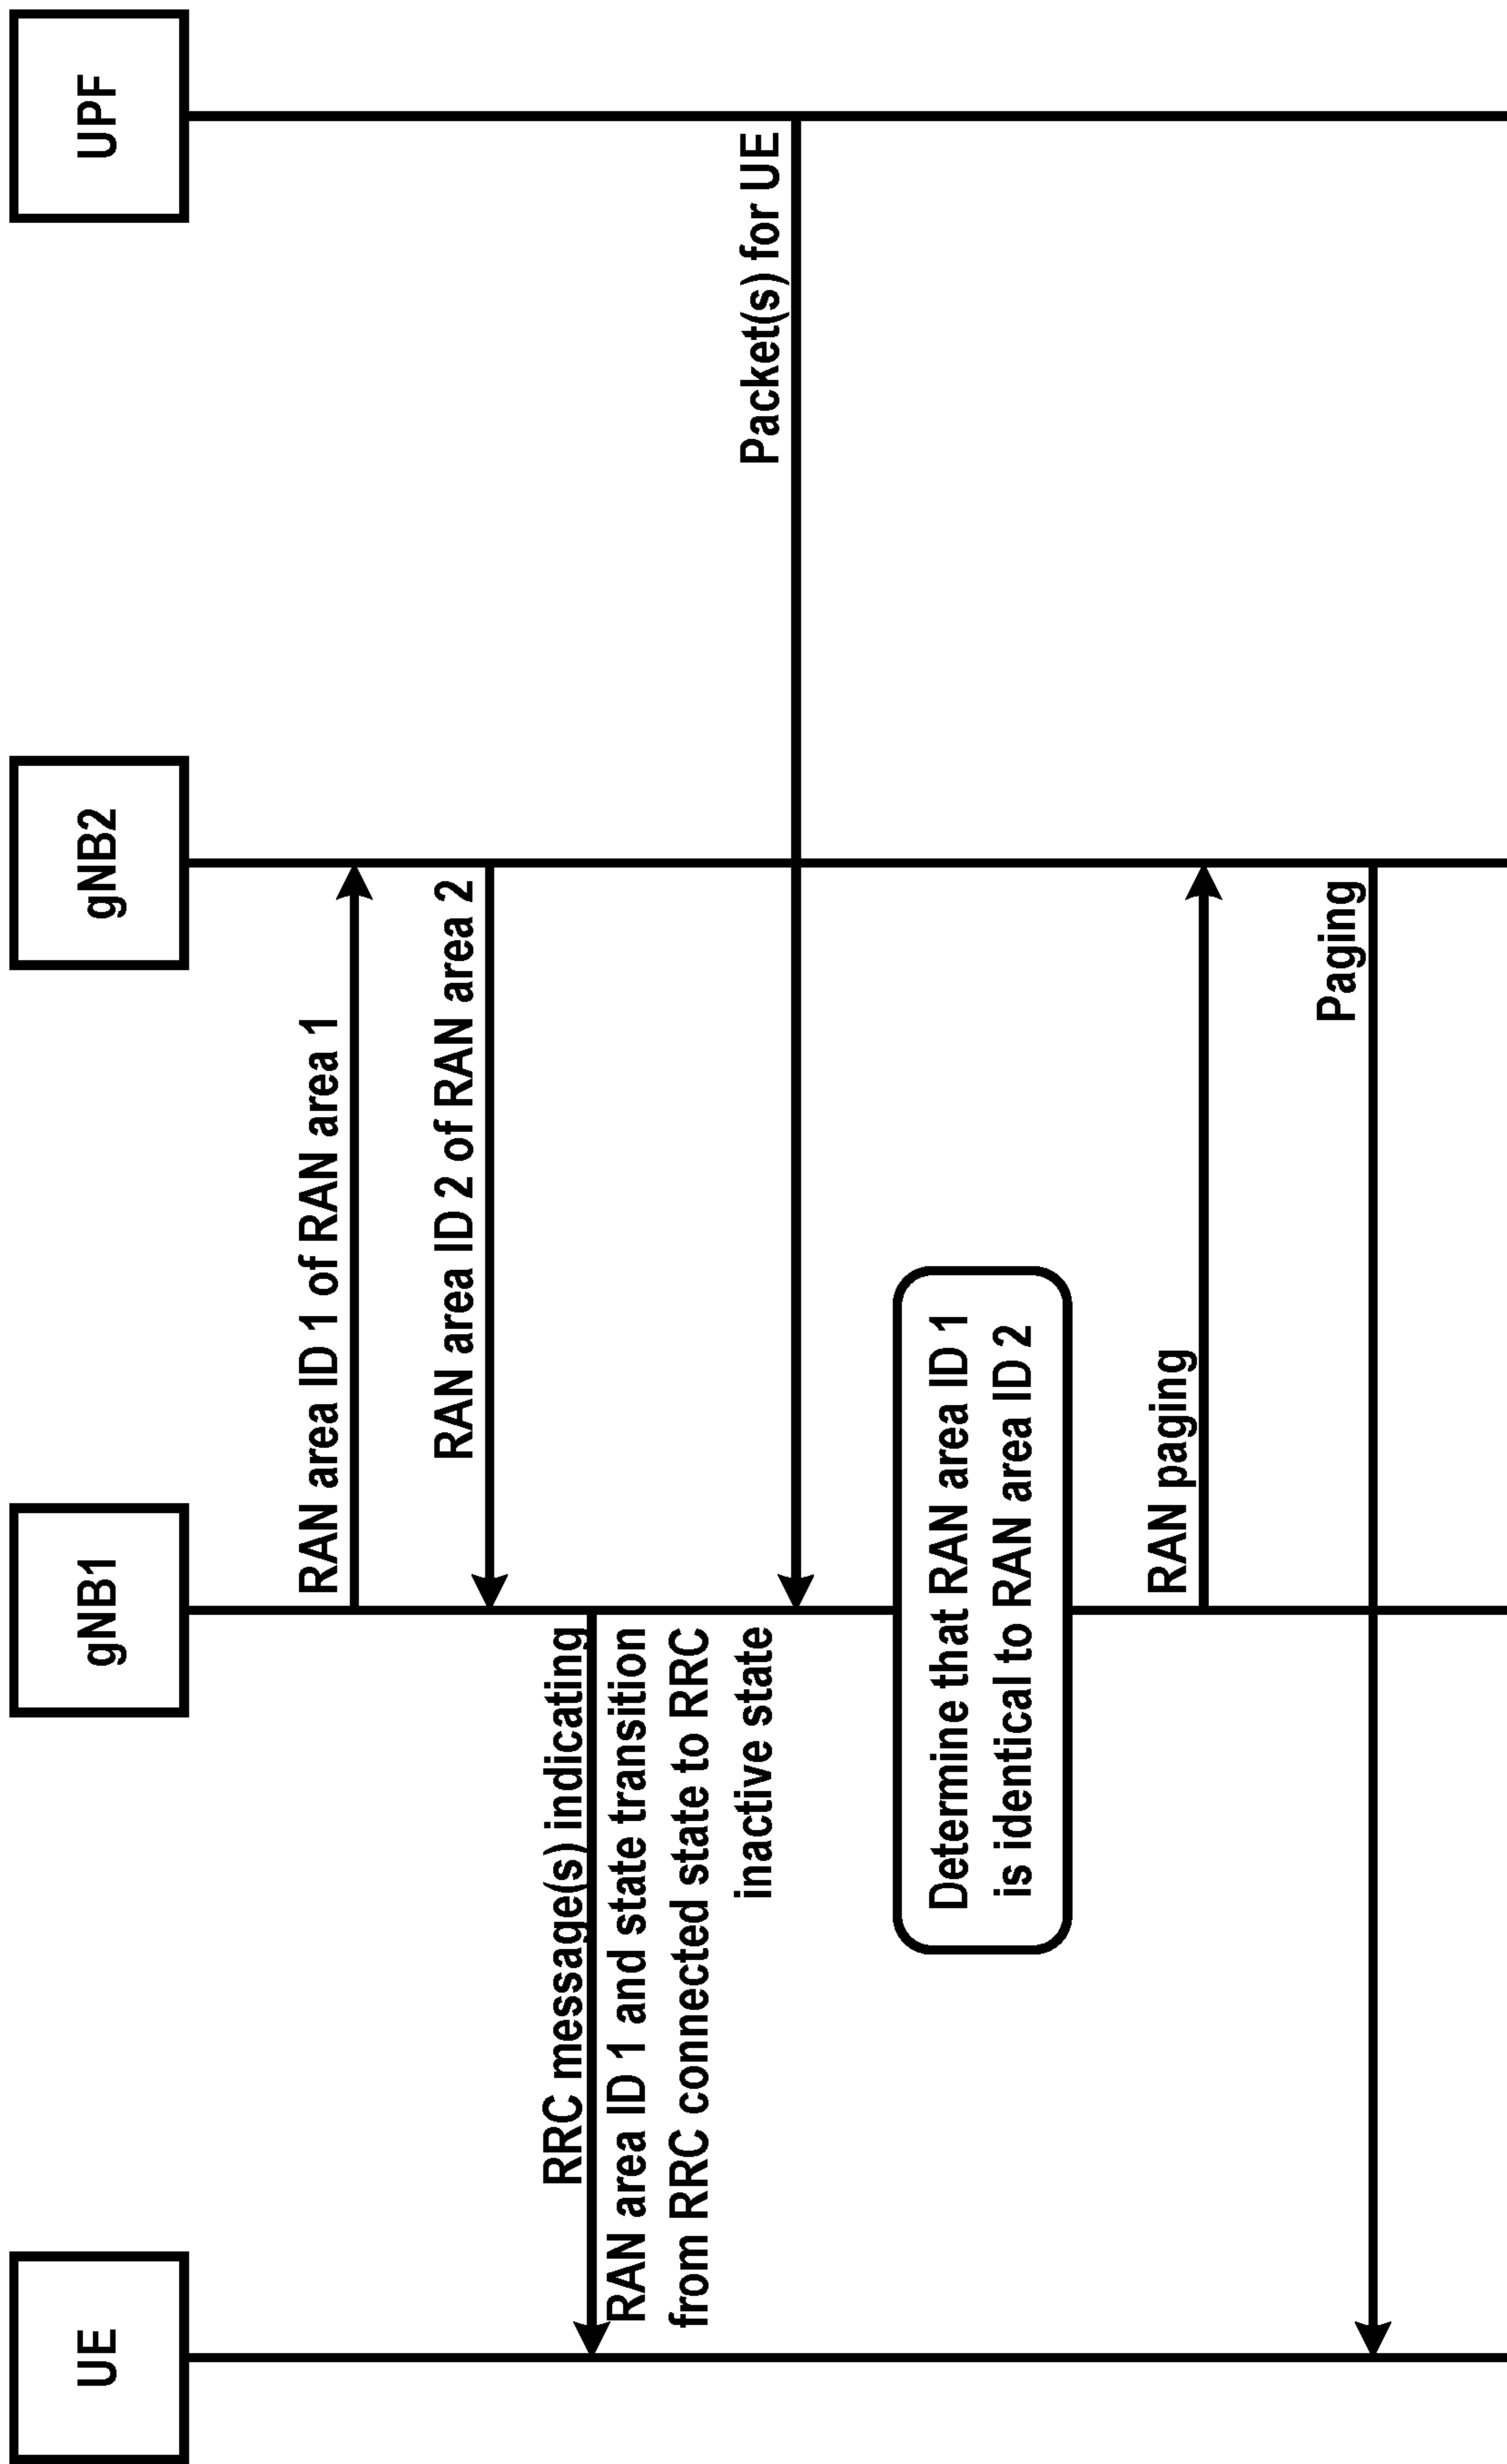 UE
gNB1
gNB2
UPF
RAN area ID 1 of RAN area 1
RAN area ID 2 of RAN area 2
RRC message(s) indicating
RAN area ID 1 and state transition
from RRC connected state to RRC
inactive state
Packet(s) for UE
Determine that RAN area ID 1
is identical to RAN area ID 2
RAN paging
Paging